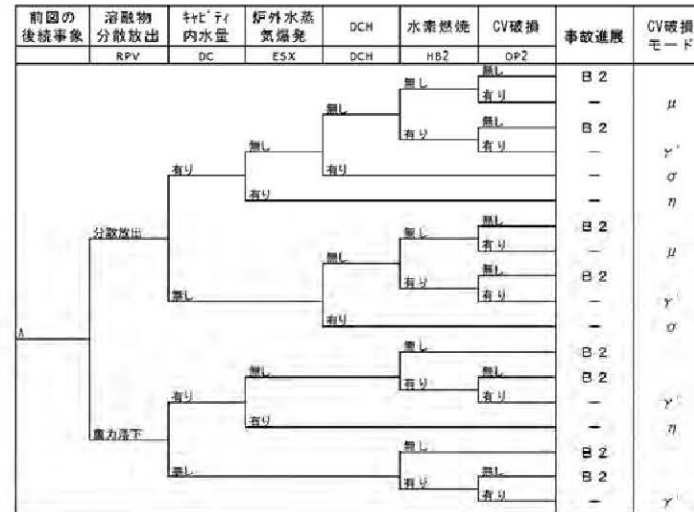 前図の
後続事象
溶融物
分散放出
ｷｬﾋﾞﾃｨ
内水量
炉外水蒸
気爆発
DCH
水素燃焼
CV破損
事故進展
CV破損
モード
RPV
DC
ESX
DCH
HB2
OP2
無し
B2
無し
有り
－
μ
無し
無し
B2
有り
有り
－
γ'
無し
有り
有り
－
σ
有り
－
η
分散放出
無し
B2
無し
有り
－
μ
無し
無し
B2
有り
有り
－
γ'
無し
有り
－
σ
A
無し
B2
無し
無し
B2
有り
有り
有り
－
γ'
有り
－
η
重力落下
無し
B2
無し
無し
B2
有り
有り
－
γ'